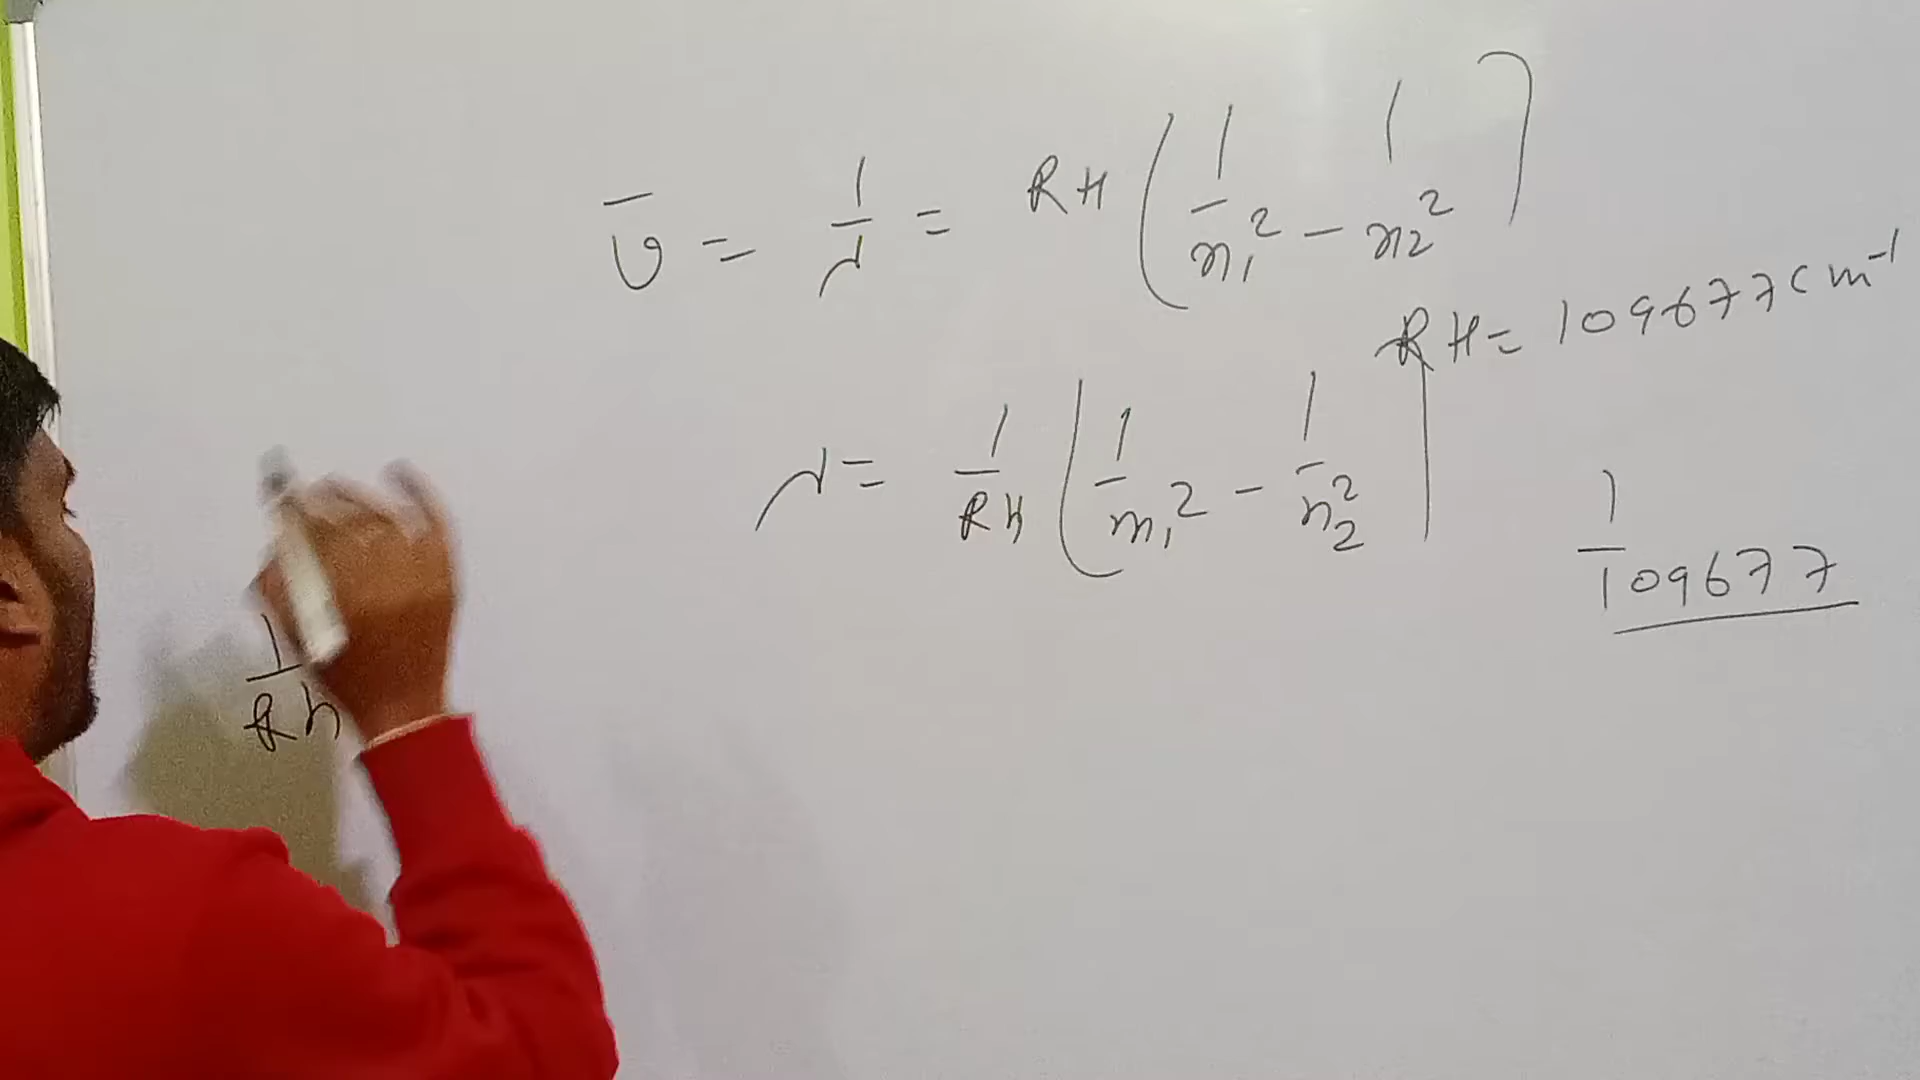 ῡ = 1/λ = RH (1/n₁² - 1/n₂²)
RH = 109677 cm⁻¹
λ = 1/Rh (1/n₁² - 1/n₂²)
1/109677
1/Rh